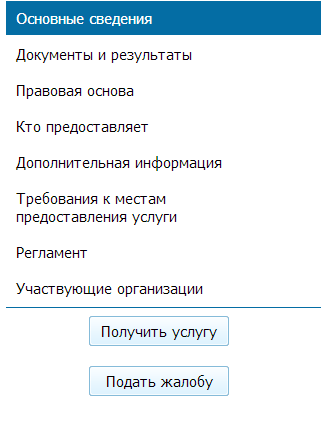 Основные сведения
Документы и результаты
Правовая основа
Кто предоставляет
Дополнительная информация
Требования к местам
предоставления услуги
Регламент
Участвующие организации
Получить услугу
Подать жалобу